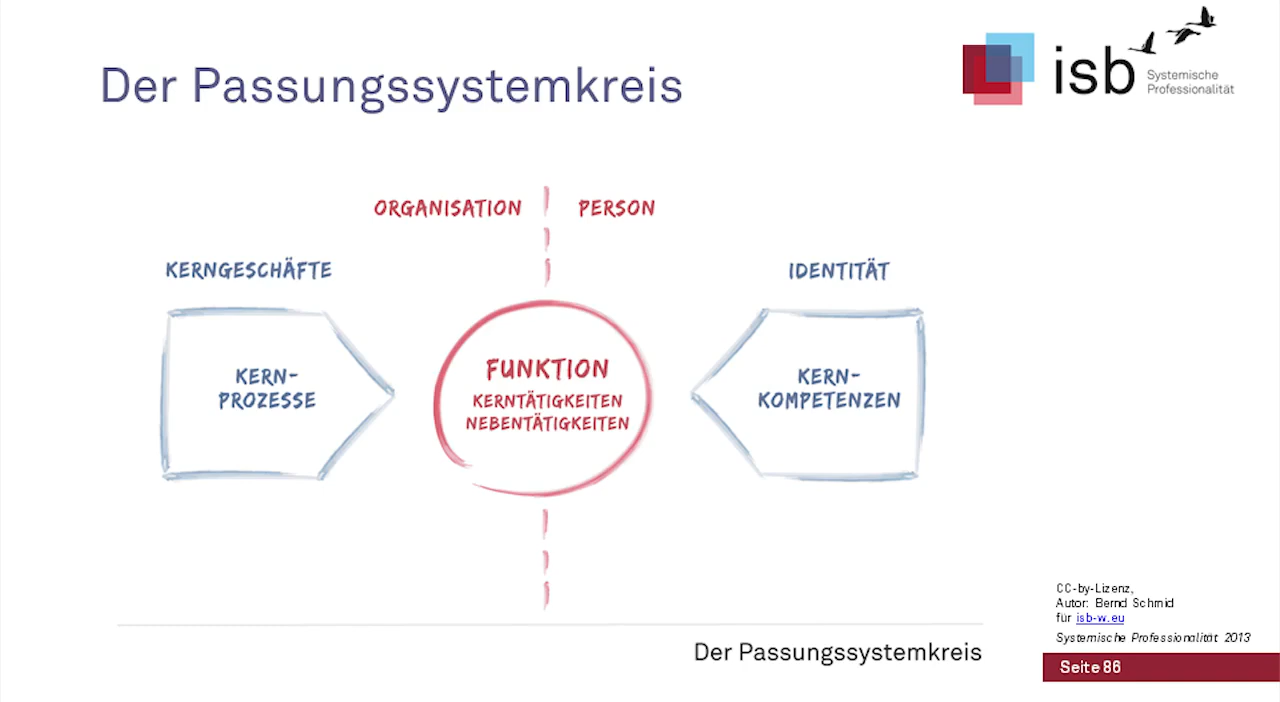 Der Passungssystemkreis
isb
Systemische
Professionalität
ORGANISATION
PERSON
KERNGESCHÄFTE
IDENTITÄT
KERN-
PROZESSE
FUNKTION
KERNTÄTIGKEITEN
NEBENTÄTIGKEITEN
KERN-
KOMPETENZEN
CC-by-Lizenz,
Autor: Bernd Schmid
für isb-w.eu
Systemische Professionalität 2013
Der Passungssystemkreis
Seite 86